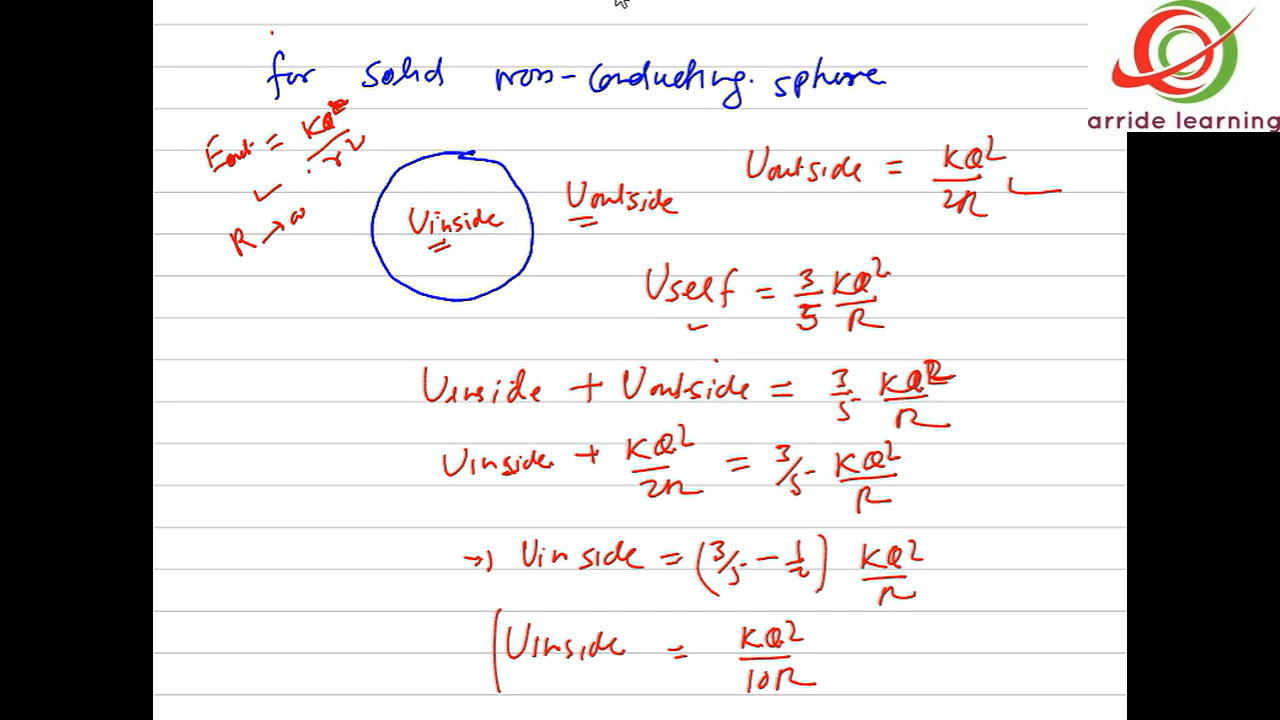 for solid non-conducting sphere
arride learning
Eout = KQ/r²
R → ∞
Uinside
Uoutside
Uoutside = KQ²/2R
Uself = 3/5 KQ²/R
Uinside + Uoutside = 3/5 KQ²/R
Uinside + KQ²/2R = 3/5 KQ²/R
→) Uinside = (3/5 - 1/2) KQ²/R
Uinside = KQ²/10R